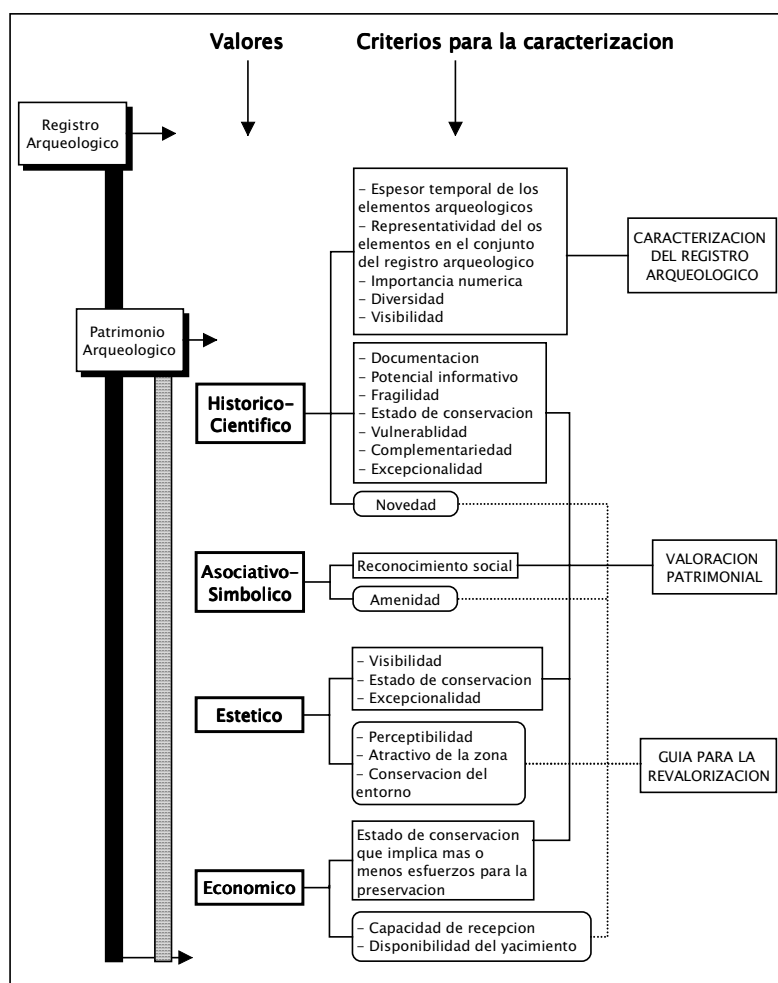 Valores
Criterios para la caracterizacion
Registro
Arqueologico
- Espesor temporal de los
elementos arqueologicos
- Representatividad del os
elementos en el conjunto
del registro arqueologico
- Importancia numerica
- Diversidad
- Visibilidad
CARACTERIZACION
DEL REGISTRO
ARQUEOLOGICO
Patrimonio
Arqueologico
Historico-
Cientifico
- Documentacion
- Potencial informativo
- Fragilidad
- Estado de conservacion
- Vulnerablidad
- Complementariedad
- Excepcionalidad
Novedad
Asociativo-
Simbolico
Reconocimiento social
Amenidad
VALORACION
PATRIMONIAL
Estetico
- Visibilidad
- Estado de conservacion
- Excepcionalidad
- Perceptibilidad
- Atractivo de la zona
- Conservacion del
entorno
GUIA PARA LA
REVALORIZACION
Economico
Estado de conservacion
que implica mas o
menos esfuerzos para la
preservacion
- Capacidad de recepcion
- Disponibilidad del yacimiento